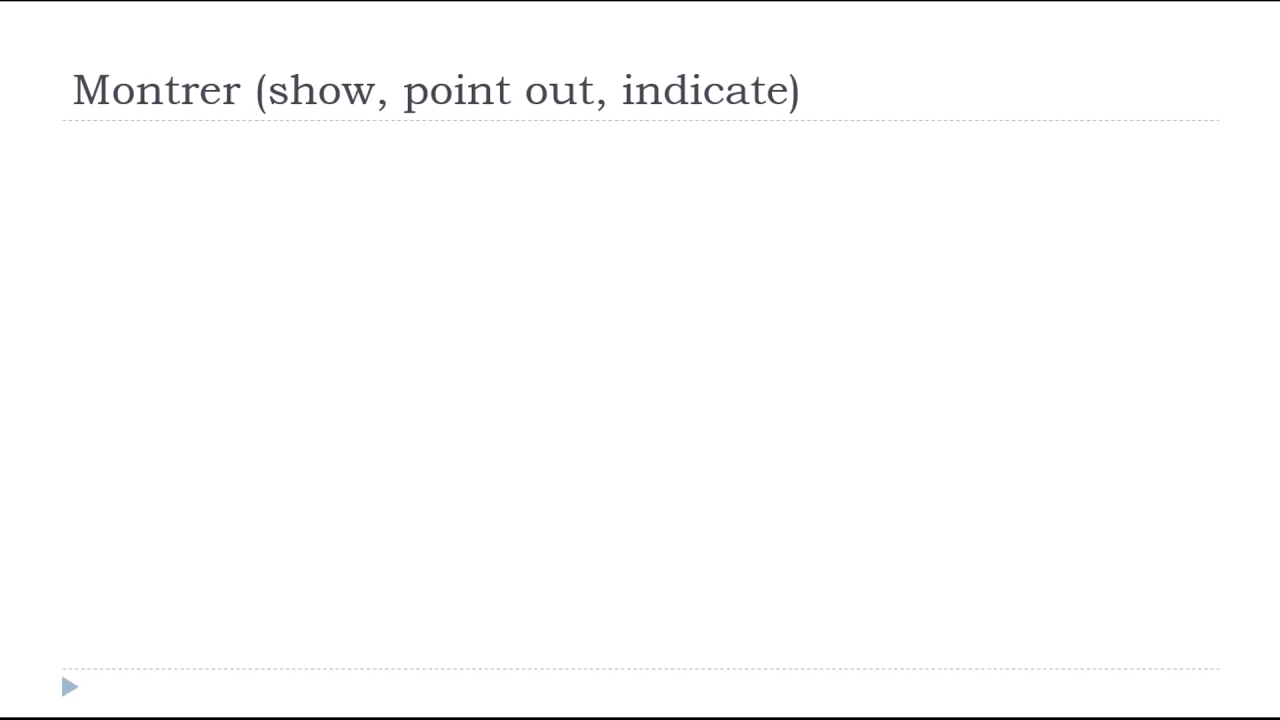 Montrer (show, point out, indicate)